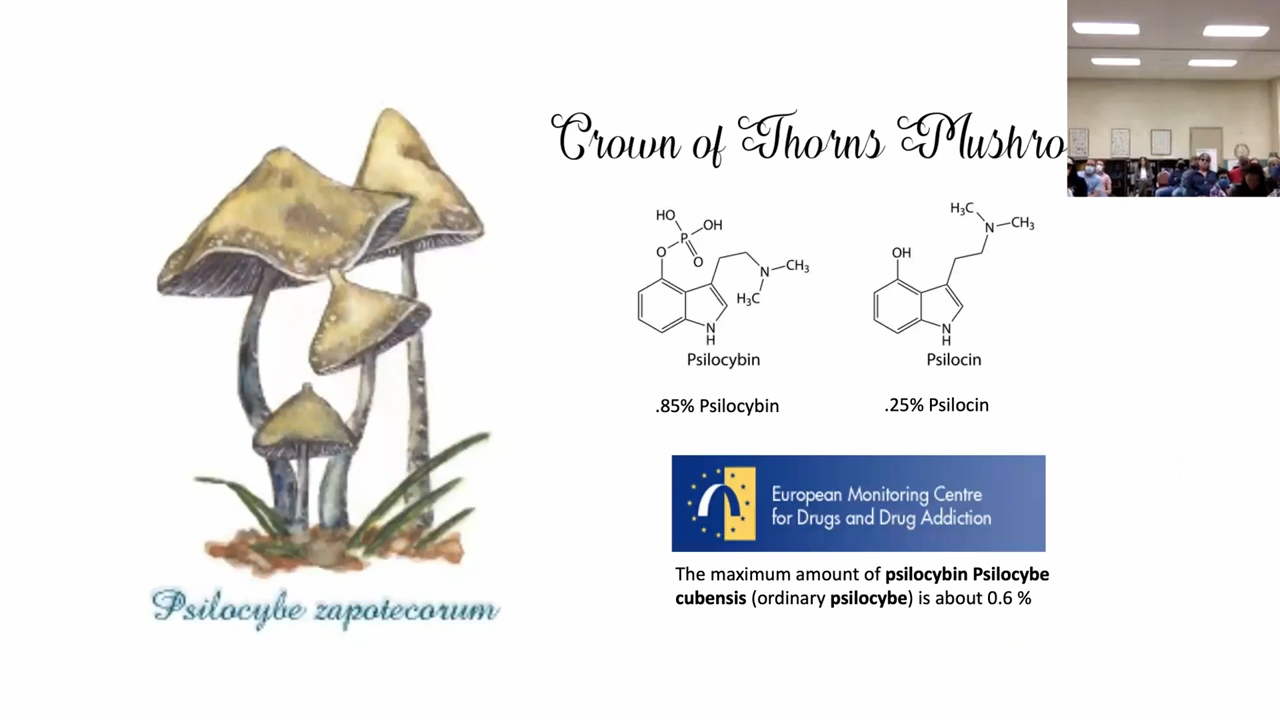 Crown of Thorns Mushro
HO
OH
P
O
O
N
CH₃
H₃C
N
H
Psilocybin
H₃C
N
CH₃
OH
N
H
Psilocin
.85% Psilocybin
.25% Psilocin
European Monitoring Centre
for Drugs and Drug Addiction
The maximum amount of psilocybin Psilocybe
cubensis (ordinary psilocybe) is about 0.6 %
Psilocybe zapotecorum